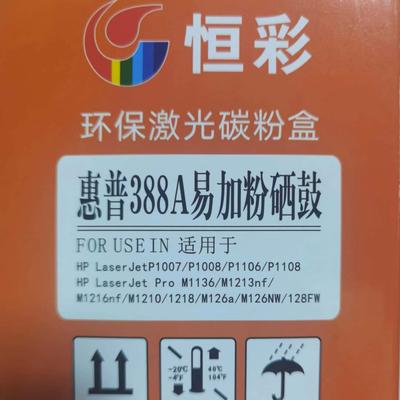 恒彩
环保激光碳粉盒
惠普388A易加粉硒鼓
FOR USE IN 适用于
HP LaserJetP1007/P1008/P1106/P1108
HP LaserJet Pro M1136/M1213nf/
M1216nf/M1210/1218/M126a/M126NW/128FW
-20℃ 40℃
-4℉ 104℉